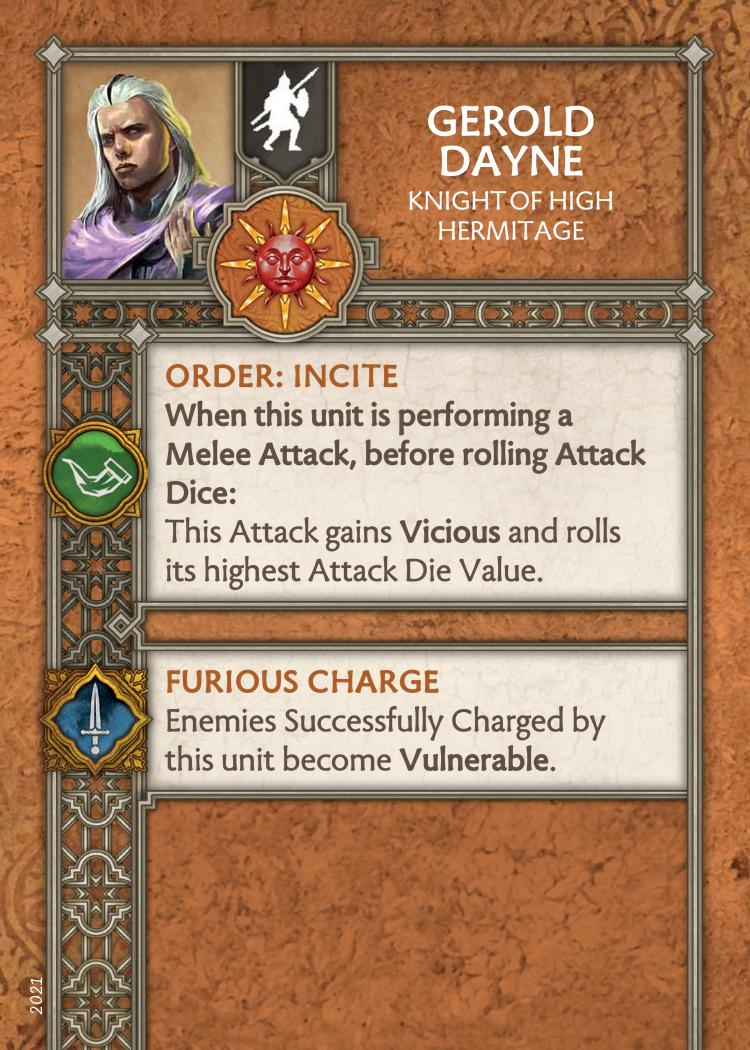 GEROLD
DAYNE
KNIGHT OF HIGH
HERMITAGE
ORDER: INCITE
When this unit is performing a
Melee Attack, before rolling Attack
Dice:
This Attack gains Vicious and rolls
its highest Attack Die Value.
FURIOUS CHARGE
Enemies Successfully Charged by
this unit become Vulnerable.
2021